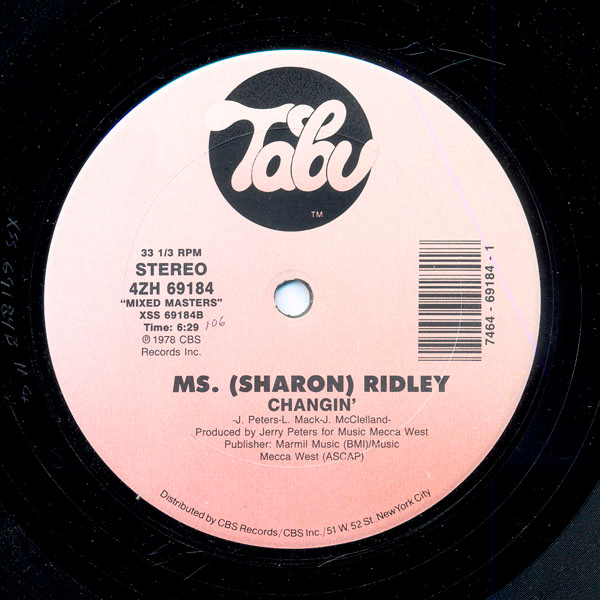 Tabu
TM
33 1/3 RPM
STEREO
4ZH 69184
"MIXED MASTERS"
XSS 69184B
Time: 6:29 106
℗ 1978 CBS
Records Inc.
7464 - 69184 - 1
MS. (SHARON) RIDLEY
CHANGIN'
-J. Peters-L. Mack-J. McClelland-
Produced by Jerry Peters for Music Mecca West
Publisher: Marmil Music (BMI)/Music
Mecca West (ASCAP)
Distributed by CBS Records/CBS Inc./51 W. 52 St. NewYork City